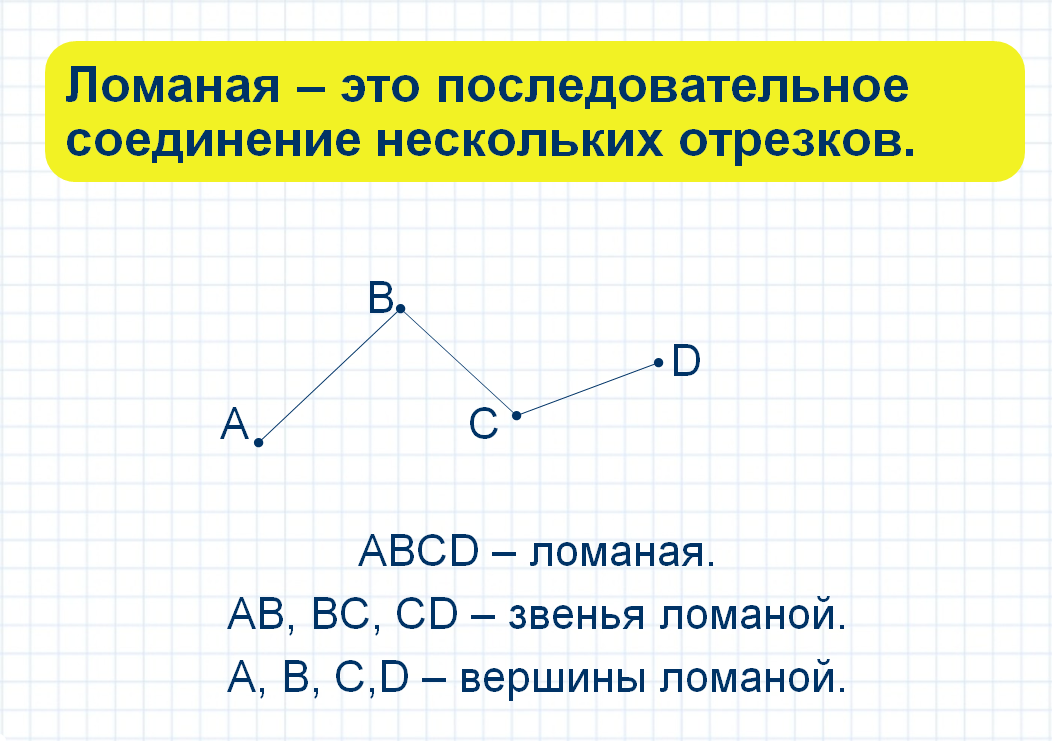 Ломаная – это последовательное
соединение нескольких отрезков.
B
D
A
C
ABCD – ломаная.
AB, BC, CD – звенья ломаной.
A, B, C,D – вершины ломаной.